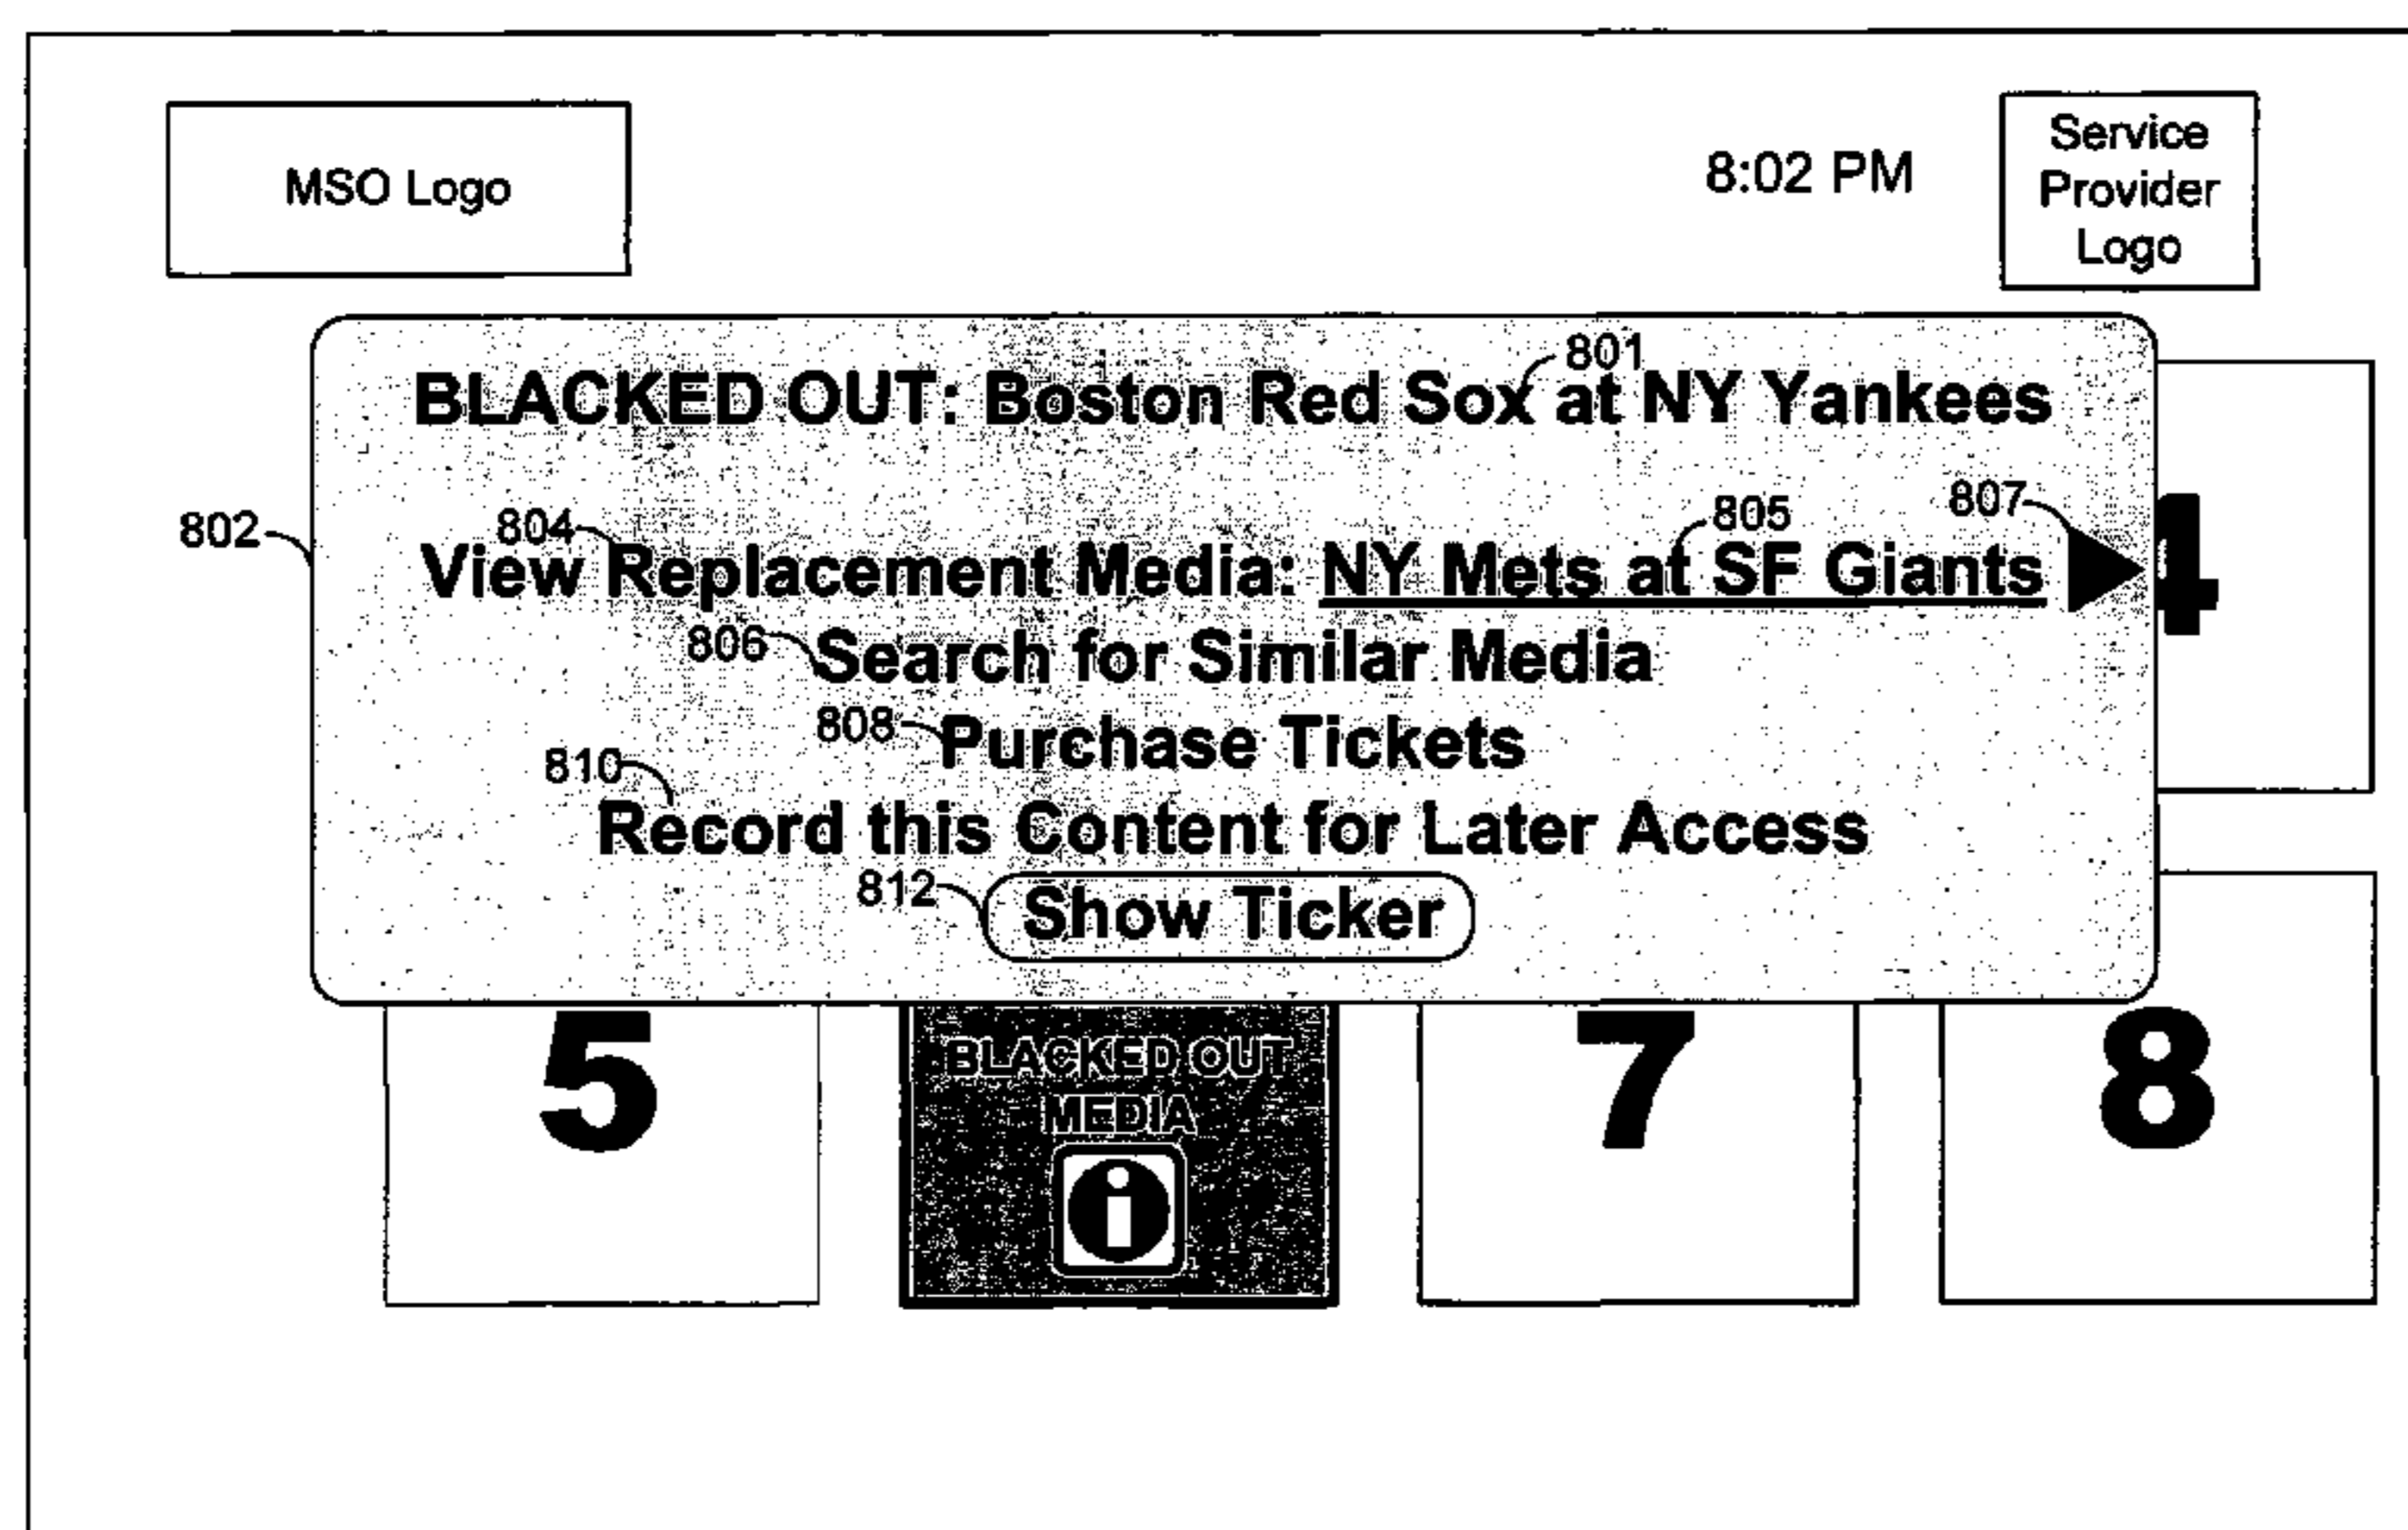 MSO Logo
8:02 PM
Service
Provider
Logo
801
BLACKED OUT: Boston Red Sox at NY Yankees
802
804
805
807
View Replacement Media: NY Mets at SF Giants
4
806
Search for Similar Media
808
Purchase Tickets
810
Record this Content for Later Access
812
Show Ticker
5
BLACKED OUT
MEDIA
i
7
8